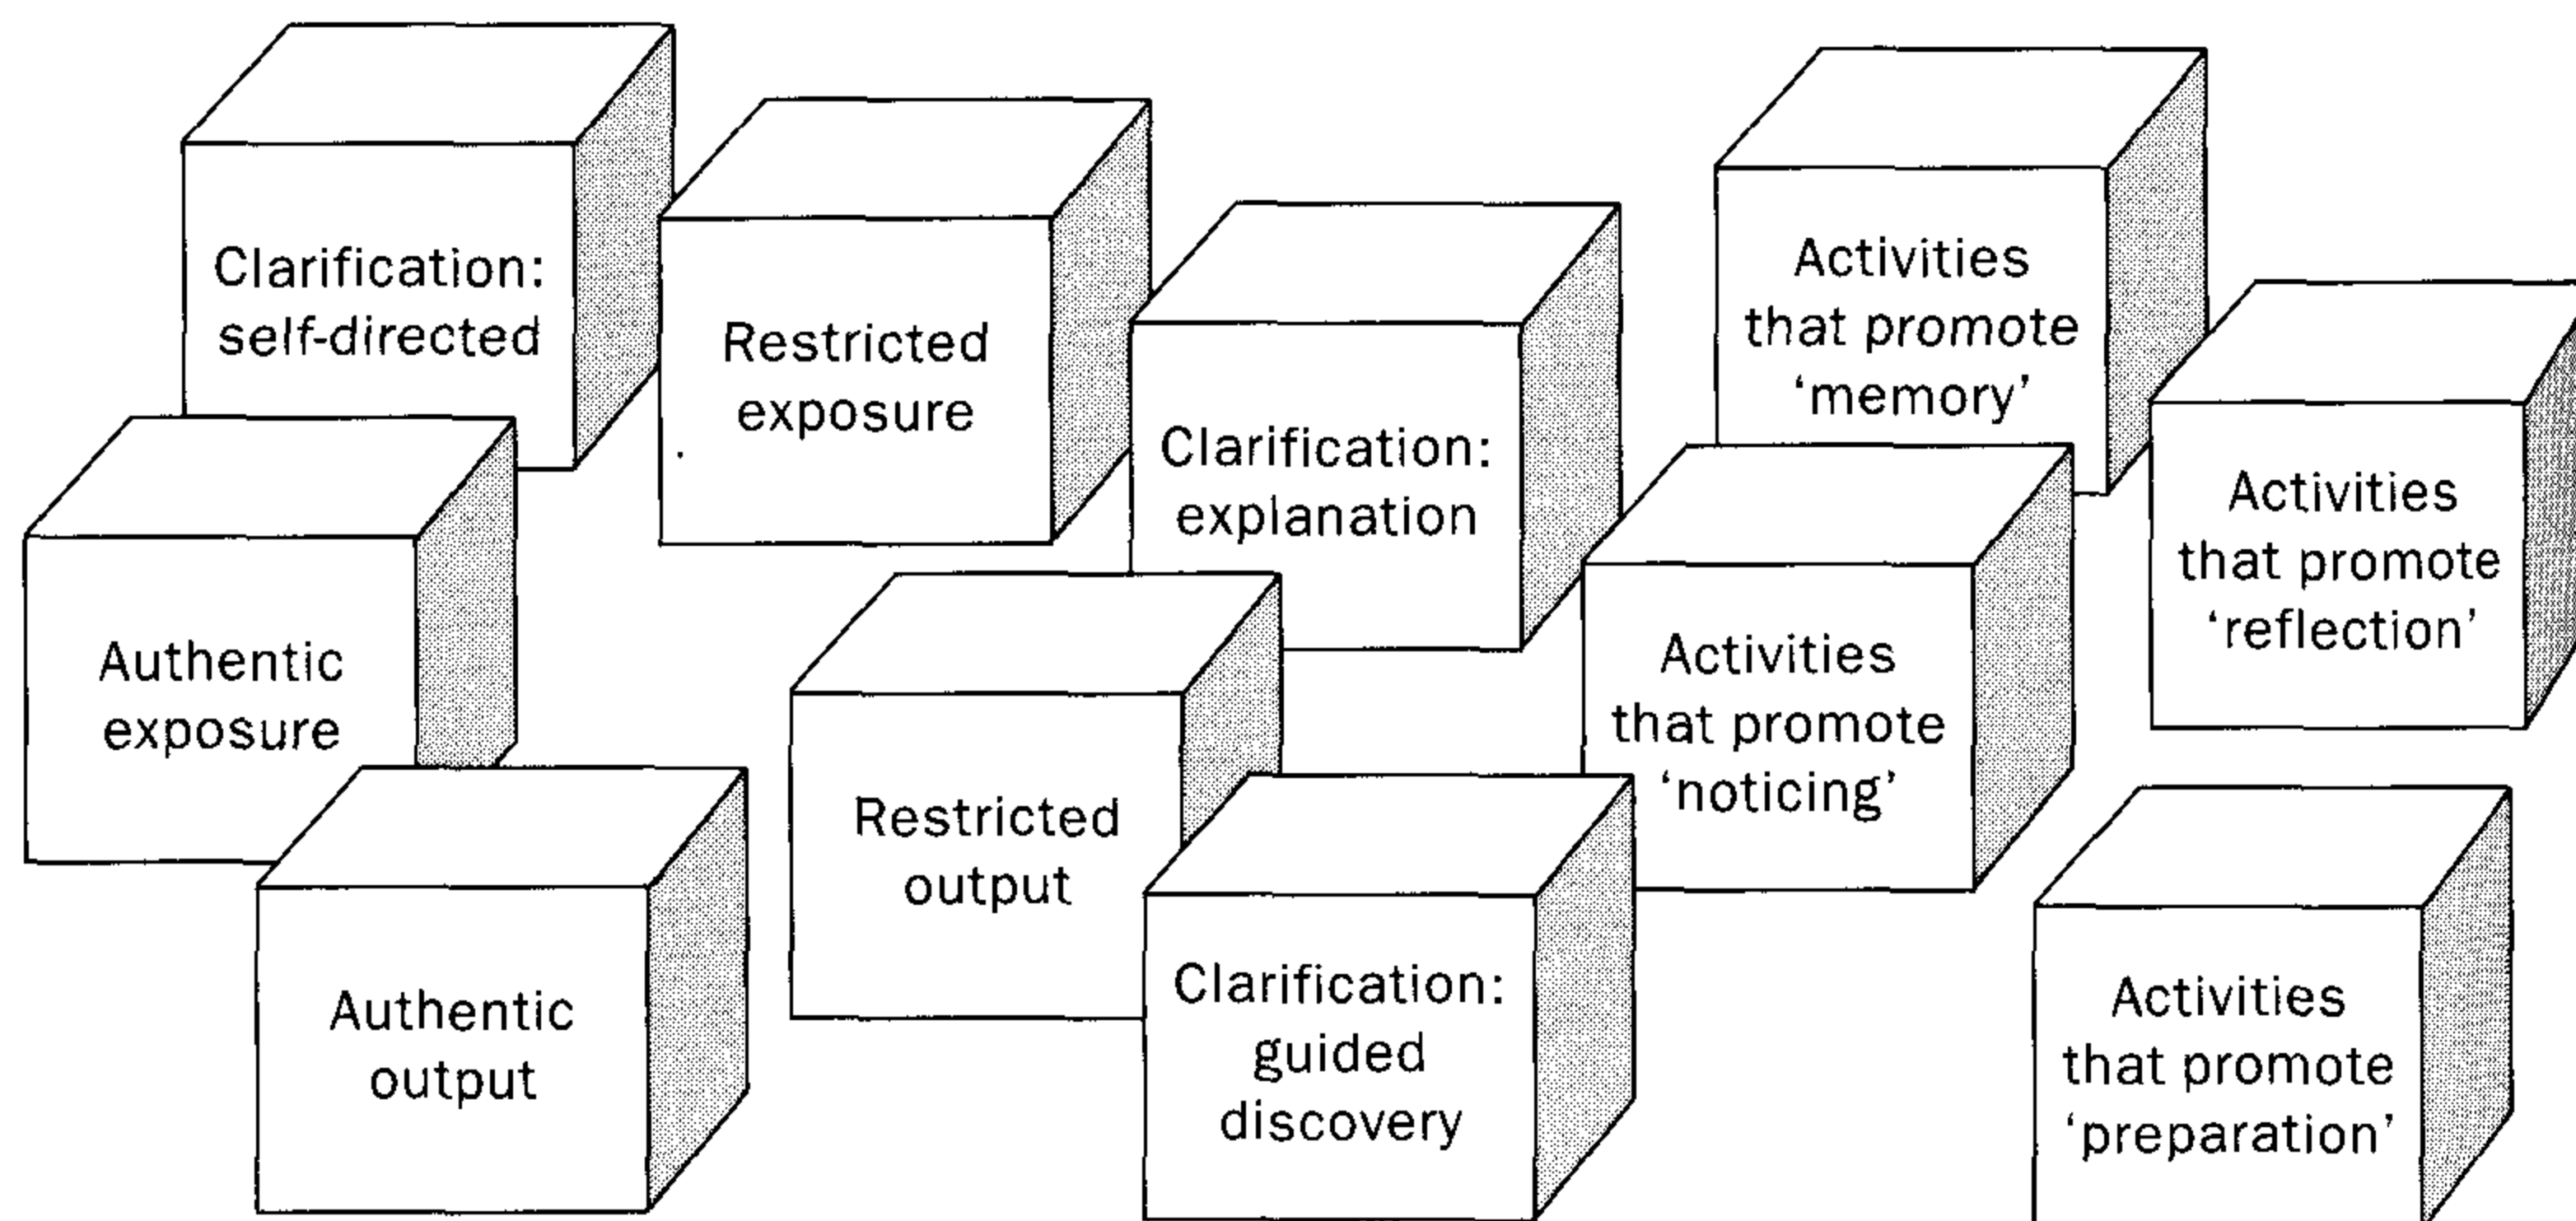 Clarification:
self-directed
Restricted
exposure
Clarification:
explanation
Activities
that promote
‘memory’
Activities
that promote
‘reflection’
Authentic
exposure
Restricted
output
Activities
that promote
‘noticing’
Authentic
output
Clarification:
guided
discovery
Activities
that promote
‘preparation’